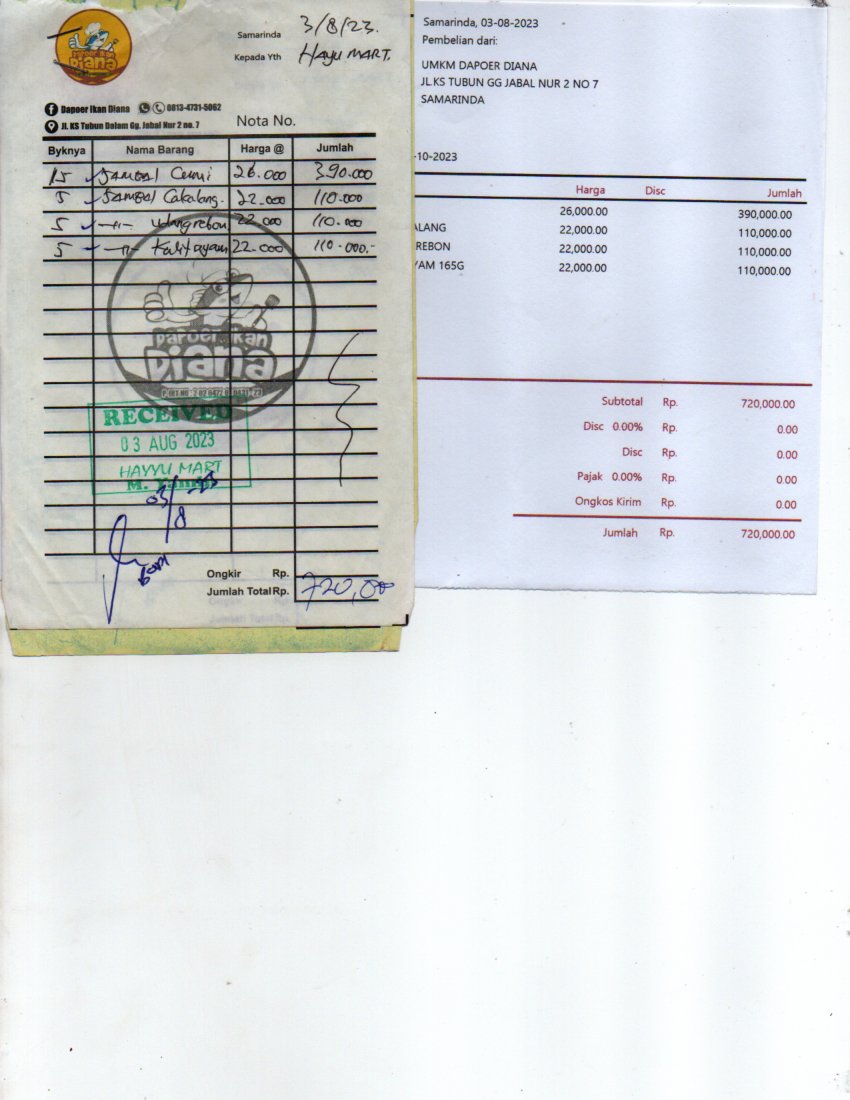 Samarinda 3/8/23.
Kepada Yth HAYU MART.
DAPOER IKAN
Diana
Dapoer Ikan Diana 0813-4731-5062
Jl. KS Tubun Dalam Gg. Jabal Nur 2 no. 7
Nota No.
Byknya Nama Barang Harga @ Jumlah
15 SAMBAL Cumi 26.000 390.000
5 SAMBAL Cakalang. 22.000 110.000
5 -"- udang rebon 22.000 110.000
5 -"- kulit ayam 22.000 110.000.-
Dapoer Ikan
Diana
RECEIVED
03 AUG 2023
HAYYU MART
03/8-23
Ongkir Rp.
Jumlah Total Rp. 720,00
Samarinda, 03-08-2023
Pembelian dari:
UMKM DAPOER DIANA
JL.KS TUBUN GG JABAL NUR 2 NO 7
SAMARINDA
-10-2023
Harga Disc Jumlah
26,000.00 390,000.00
ALANG 22,000.00 110,000.00
REBON 22,000.00 110,000.00
YAM 165G 22,000.00 110,000.00
Subtotal Rp. 720,000.00
Disc 0.00% Rp. 0.00
Disc Rp. 0.00
Pajak 0.00% Rp. 0.00
Ongkos Kirim Rp. 0.00
Jumlah Rp. 720,000.00